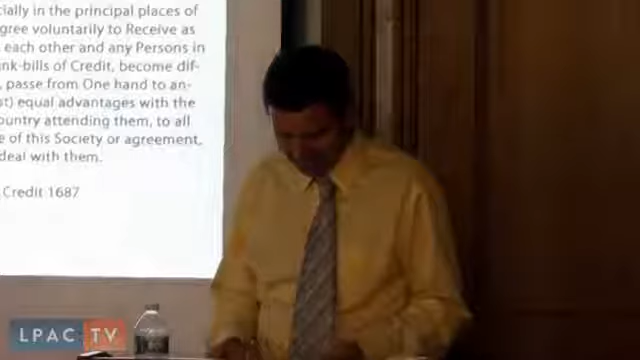 ially in the principal places of
gree voluntarily to Receive as
each other and any Persons in
nk-bills of Credit, become dif-
, passe from One hand to an-
st) equal advantages with the
ountry attending them, to all
e of this Society or agreement,
deal with them.
Credit 1687
LPAC TV